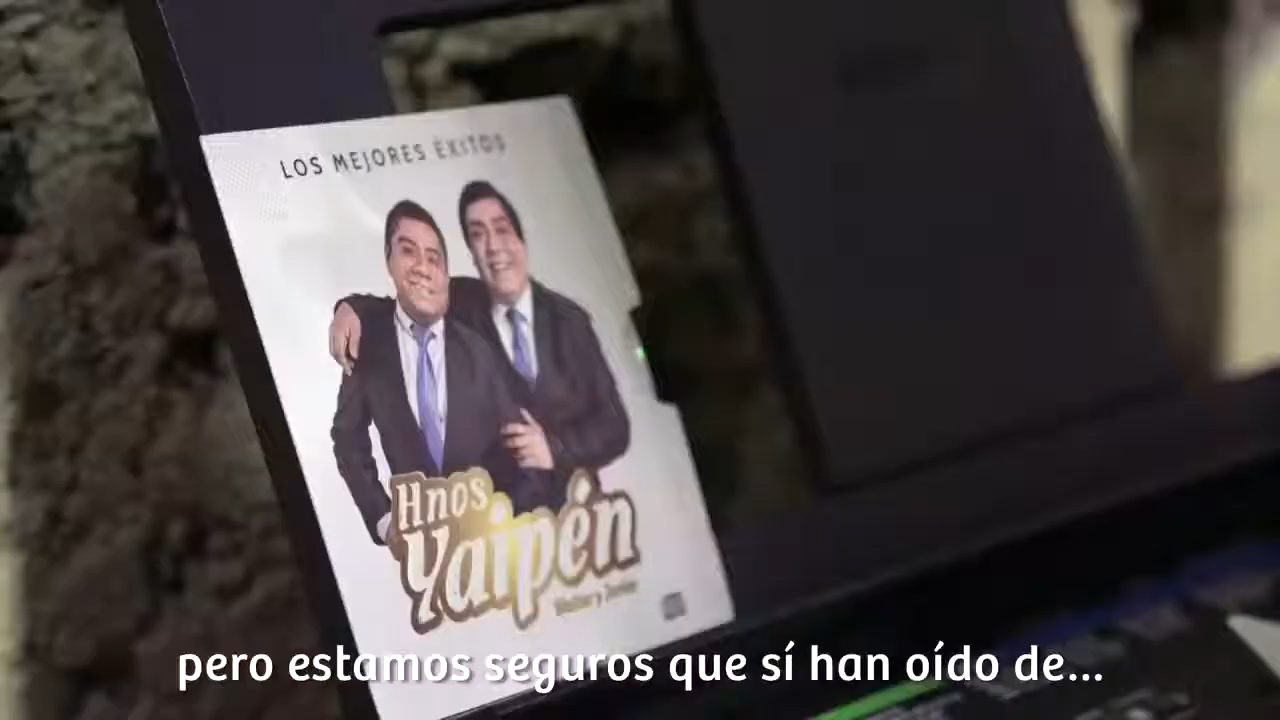 LOS MEJORES ÉXITOS
Hnos
Yaipén
pero estamos seguros que sí han oído de...